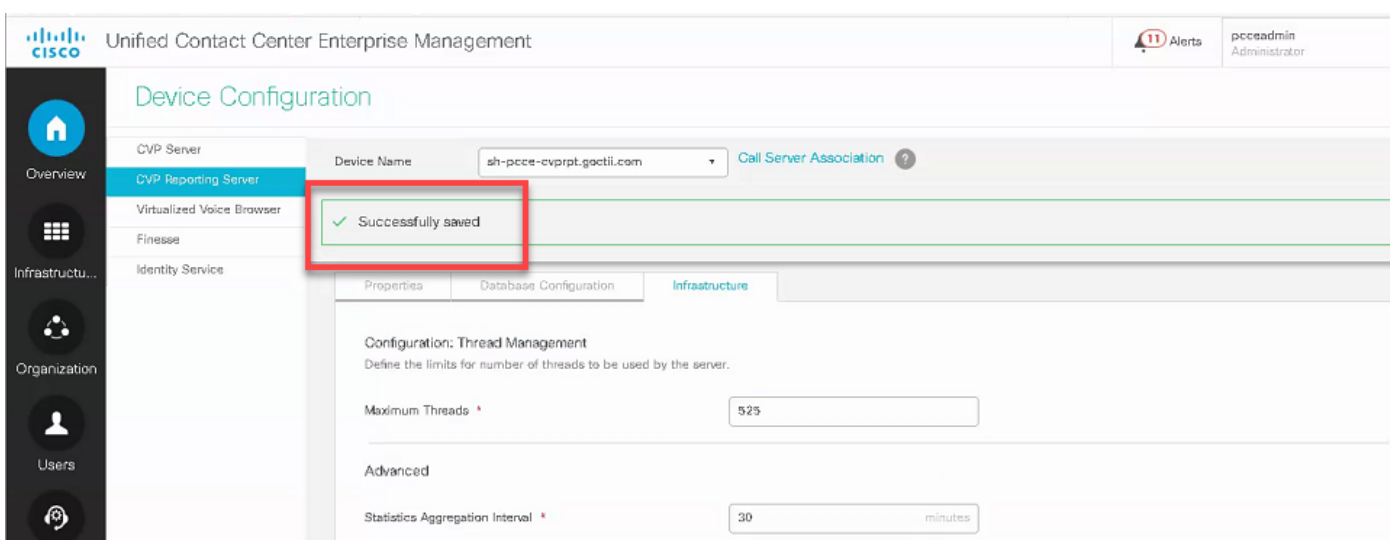 CISCO
Unified Contact Center Enterprise Management
11 Alerts
pcceadmin
Administrator
Device Configuration
Overview
Infrastructu...
Organization
Users
CVP Server
CVP Reporting Server
Virtualized Voice Browser
Finesse
Identity Service
Device Name sh-pcce-cvprpt.gactii.com Call Server Association ?
Successfully saved
Properties Database Configuration Infrastructure
Configuration: Thread Management
Define the limits for number of threads to be used by the server.
Maximum Threads * 525
Advanced
Statistics Aggregation Interval * 30 minutes